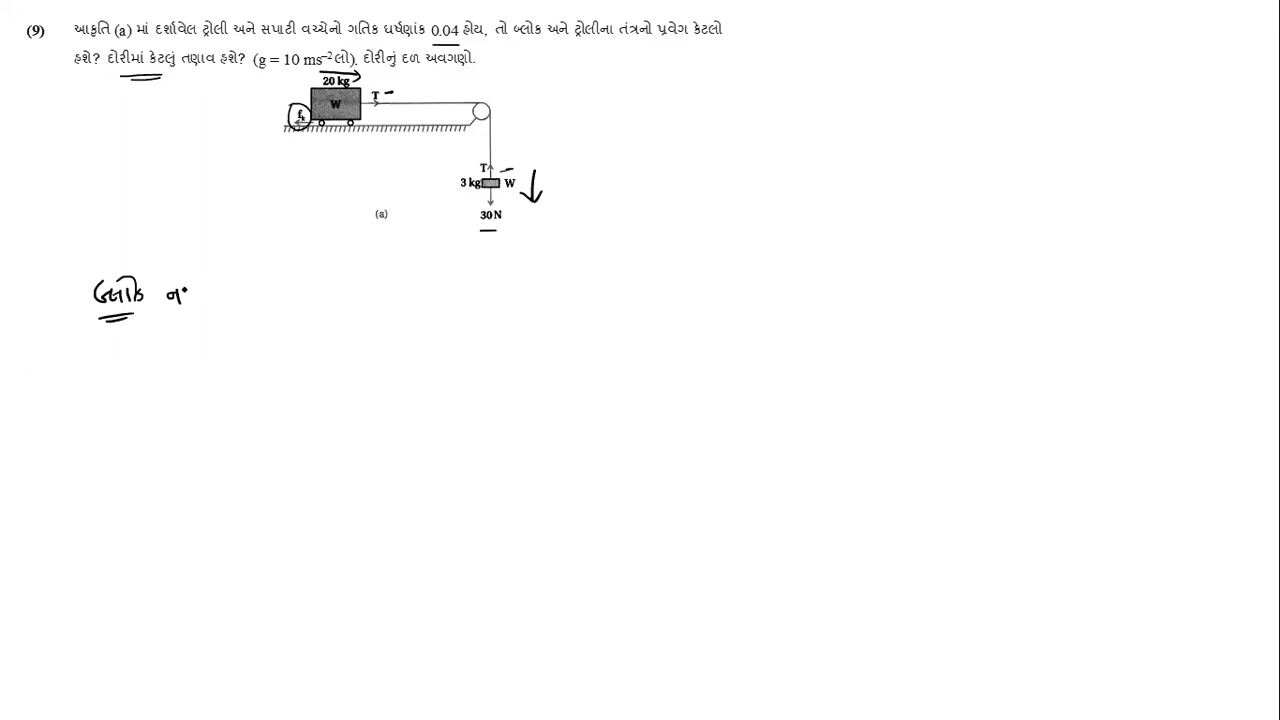 (9) આકૃતિ (a) માં દર્શાવેલ ટ્રોલી અને સપાટી વચ્ચેનો ગતિક ઘર્ષણાંક 0.04 હોય, તો બ્લોક અને ટ્રોલીના તંત્રનો પ્રવેગ કેટલો
હશે? દોરીમાં કેટલું તણાવ હશે? (g = 10 ms⁻² લો). દોરીનું દળ અવગણો.
20 kg
T
W
fk
T
3 kg W
30 N
(a)
બ્લોક નં